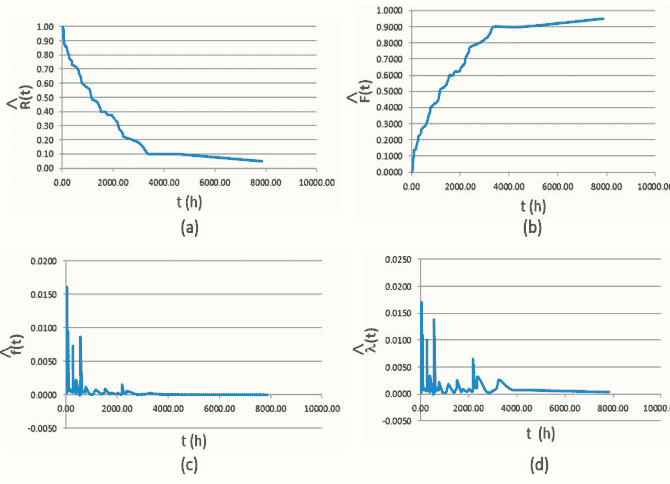 1.00
0.90
0.80
0.70
0.60
0.50
0.40
0.30
0.20
0.10
0.00
R̂(t)
0.00 2000.00 4000.00 6000.00 8000.00 10000.00
t (h)
(a)
1.0000
0.9000
0.8000
0.7000
0.6000
0.5000
0.4000
0.3000
0.2000
0.1000
0.0000
F̂(t)
0.00 2000.00 4000.00 6000.00 8000.00 10000.00
t (h)
(b)
0.0200
0.0150
0.0100
0.0050
0.0000
-0.0050
f̂(t)
0.00 2000.00 4000.00 6000.00 8000.00 10000.00
t (h)
(c)
0.0250
0.0200
0.0150
0.0100
0.0050
0.0000
-0.0050
λ̂(t)
0.00 2000.00 4000.00 6000.00 8000.00 10000.
t (h)
(d)